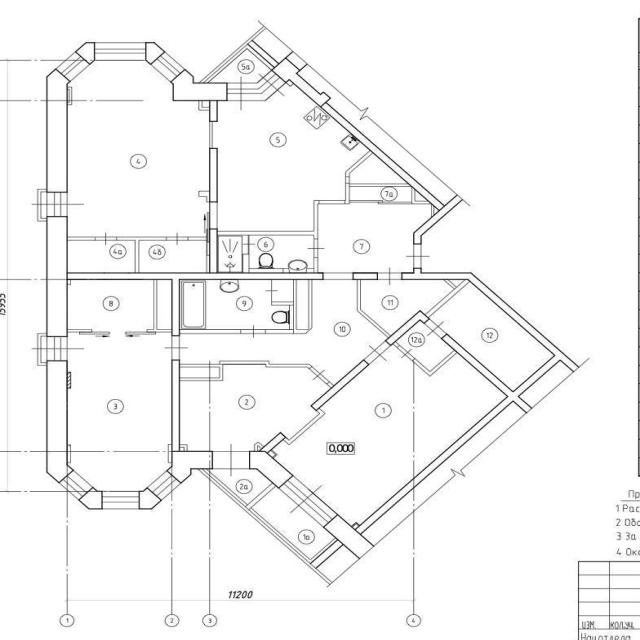 5а
5
4
7а
6
7
4а
4б
8
9
11
10
12
12а
3
2
1
0,000
2а
1а
15955
11200
1
2
3
4
Пр
1 Рас
2 Обо
3 За
4 Око
изм. кол.уч.
Нач.отдела